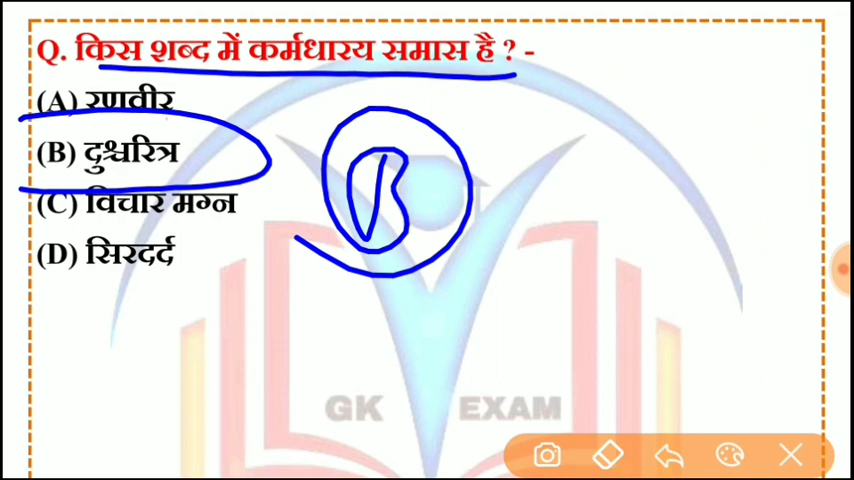 Q. किस शब्द में कर्मधारय समास है ? -
(A) रणवीर
(B) दुश्चरित्र
B
(C) विचार मग्न
(D) सिरदर्द
GK EXAM